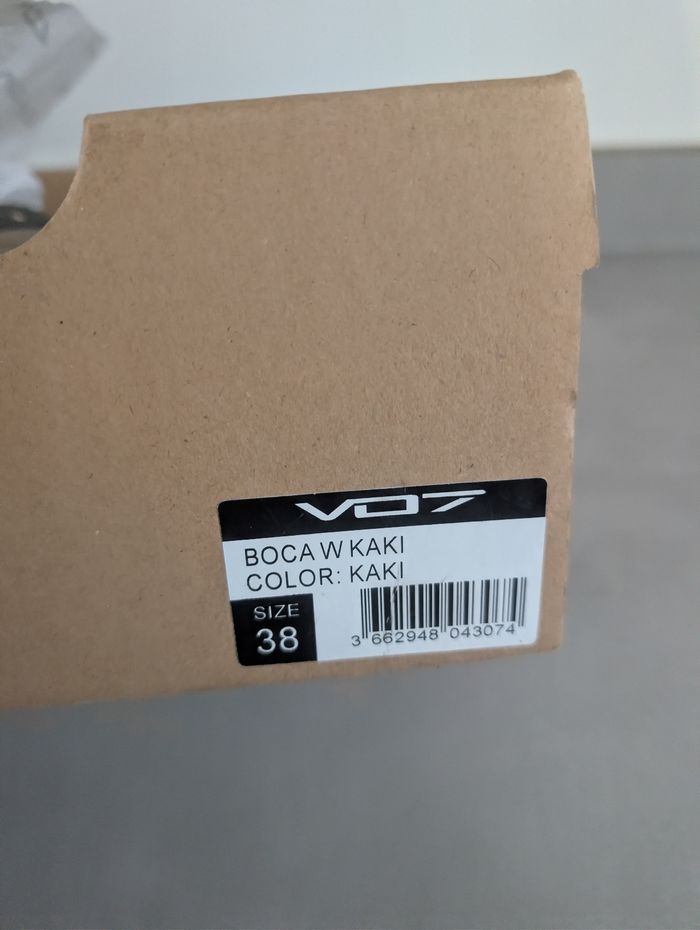 VO7
BOCA W KAKI
COLOR: KAKI
SIZE
38
3 662948 043074